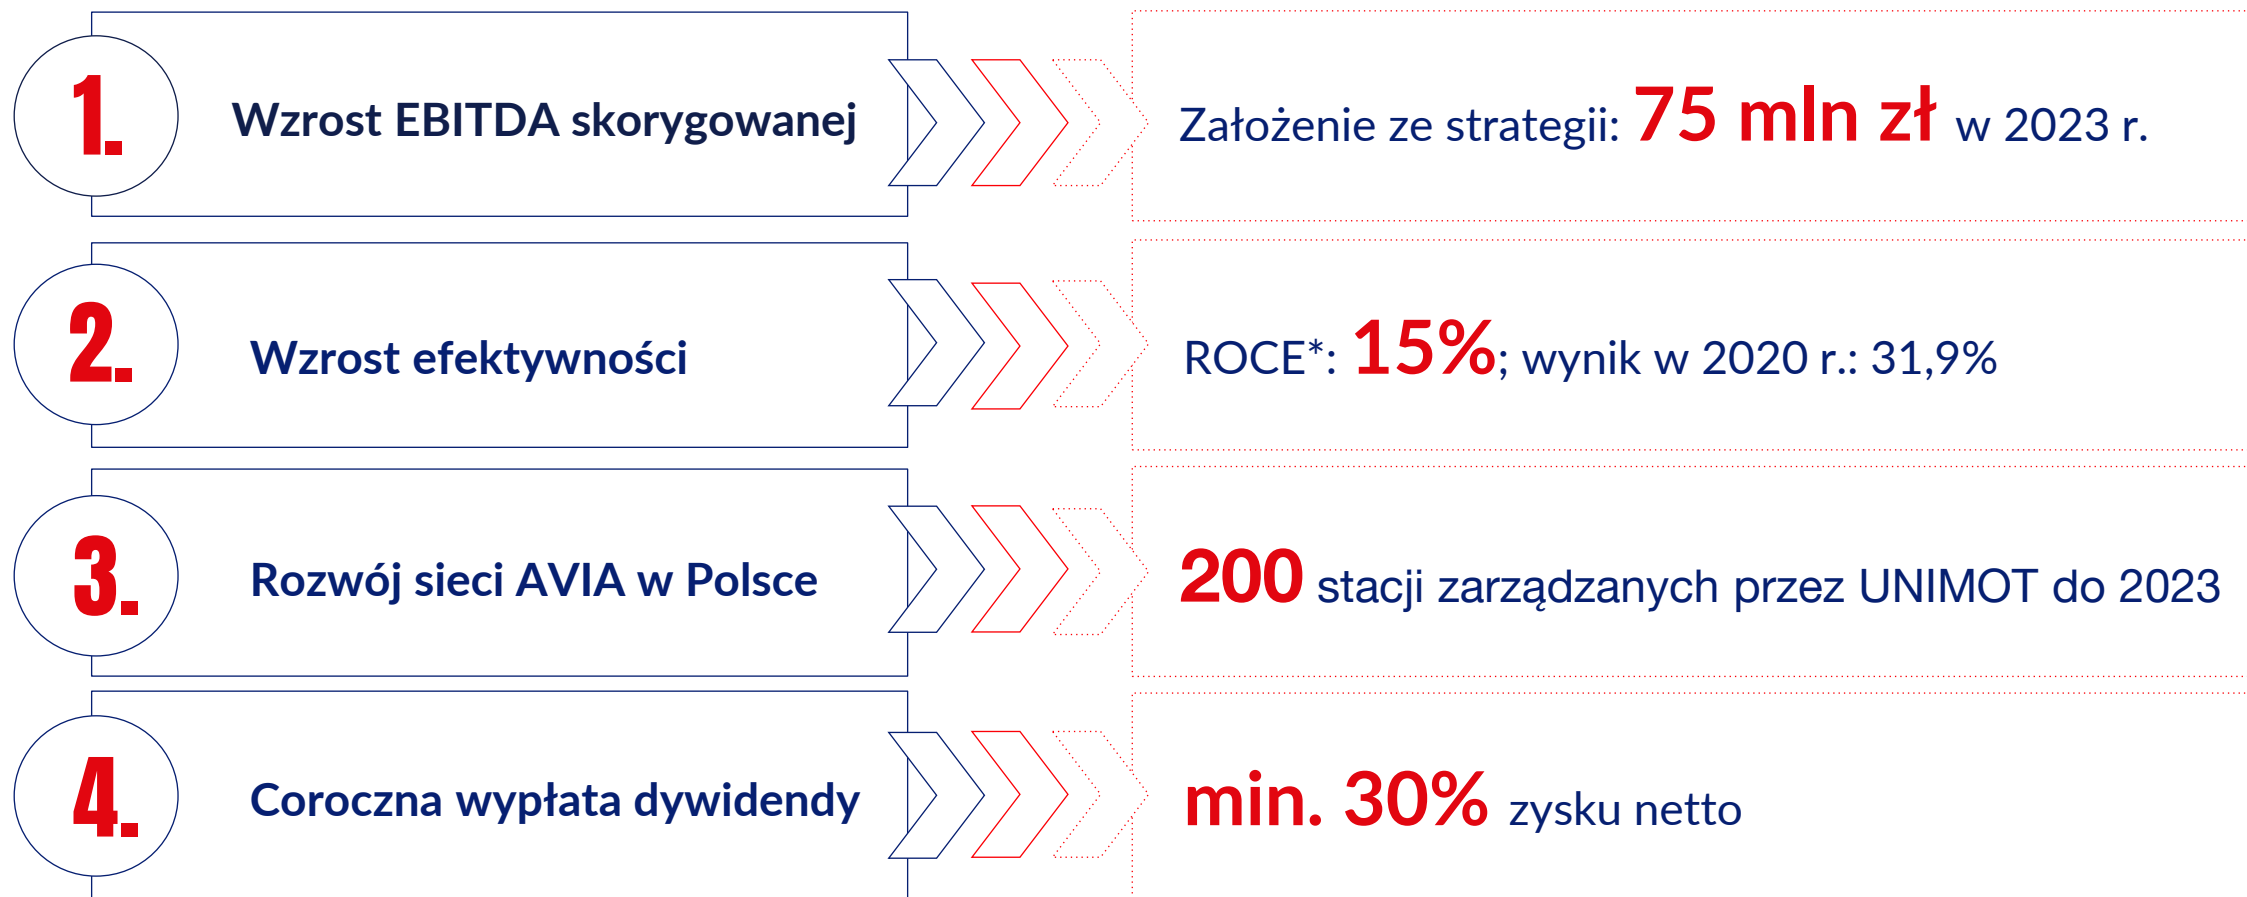 1. Wzrost EBITDA skorygowanej Założenie ze strategii: 75 mln zł w 2023 r.
2. Wzrost efektywności ROCE*: 15%; wynik w 2020 r.: 31,9%
3. Rozwój sieci AVIA w Polsce 200 stacji zarządzanych przez UNIMOT do 2023
4. Coroczna wypłata dywidendy min. 30% zysku netto